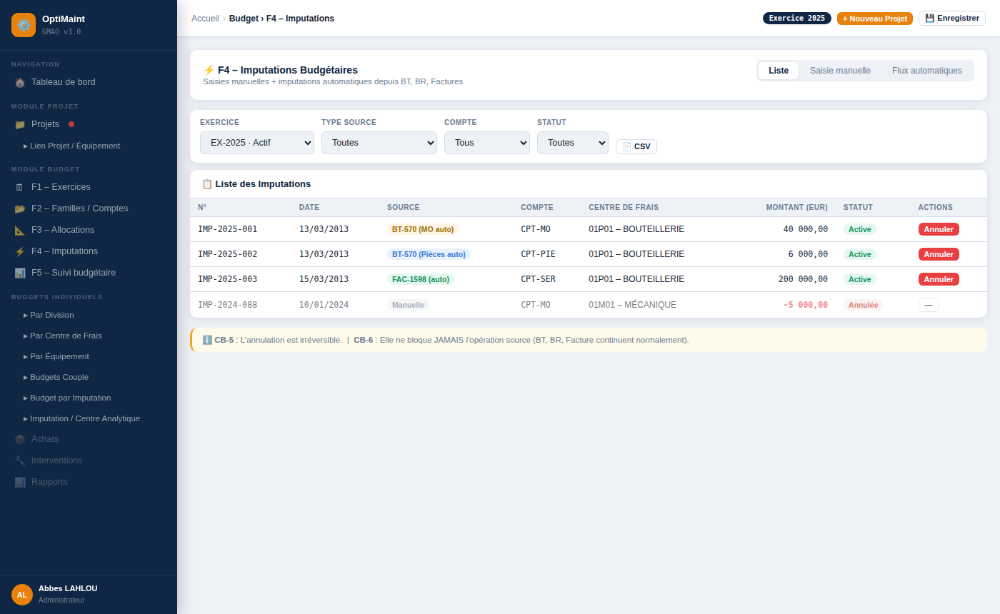 OptiMaint
GMAO v3.0
NAVIGATION
Tableau de bord
MODULE PROJET
Projets
▸ Lien Projet / Équipement
MODULE BUDGET
F1 – Exercices
F2 – Familles / Comptes
F3 – Allocations
F4 – Imputations
F5 – Suivi budgétaire
BUDGETS INDIVIDUELS
▸ Par Division
▸ Par Centre de Frais
▸ Par Équipement
▸ Budgets Couple
▸ Budget par Imputation
▸ Imputation / Centre Analytique
Achats
Interventions
Rapports
AL
Abbes LAHLOU
Administrateur
Accueil › Budget › F4 – Imputations
Exercice 2025
+ Nouveau Projet
Enregistrer
F4 – Imputations Budgétaires
Saisies manuelles + imputations automatiques depuis BT, BR, Factures
Liste Saisie manuelle Flux automatiques
EXERCICE TYPE SOURCE COMPTE STATUT
EX-2025 · Actif Toutes Tous Toutes CSV
Liste des Imputations
N° DATE SOURCE COMPTE CENTRE DE FRAIS MONTANT (EUR) STATUT ACTIONS
IMP-2025-001 13/03/2013 BT-570 (MO auto) CPT-MO 01P01 – BOUTEILLERIE 40 000,00 Active Annuler
IMP-2025-002 13/03/2013 BT-570 (Pièces auto) CPT-PIE 01P01 – BOUTEILLERIE 6 000,00 Active Annuler
IMP-2025-003 15/03/2013 FAC-1598 (auto) CPT-SER 01P01 – BOUTEILLERIE 200 000,00 Active Annuler
IMP-2024-088 10/01/2024 Manuelle CPT-MO 01M01 – MÉCANIQUE -5 000,00 Annulée —
CB-5 : L'annulation est irréversible. | CB-6 : Elle ne bloque JAMAIS l'opération source (BT, BR, Facture continuent normalement).